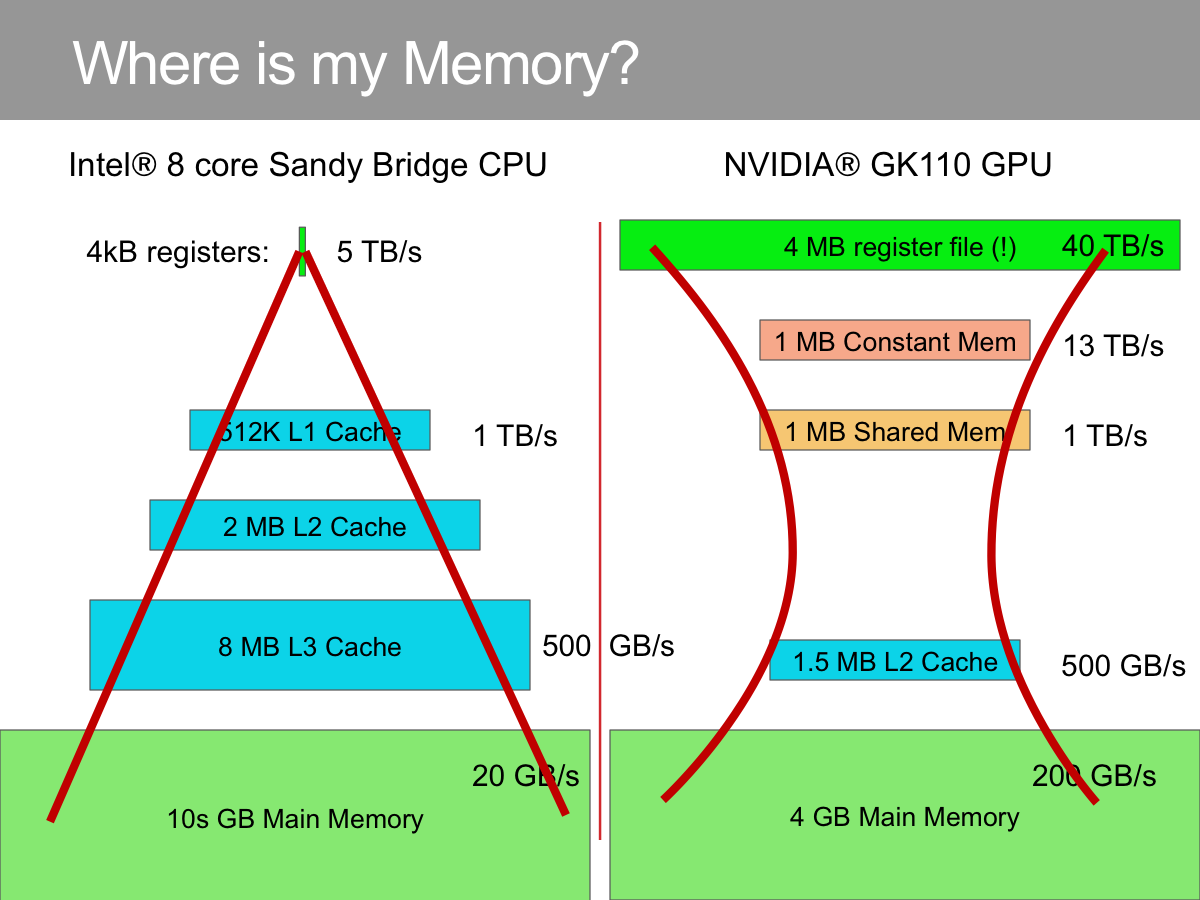 Where is my Memory?
Intel® 8 core Sandy Bridge CPU
4kB registers: 5 TB/s
512K L1 Cache 1 TB/s
2 MB L2 Cache
8 MB L3 Cache 500 GB/s
20 GB/s
10s GB Main Memory
NVIDIA® GK110 GPU
4 MB register file (!) 40 TB/s
1 MB Constant Mem 13 TB/s
1 MB Shared Mem 1 TB/s
1.5 MB L2 Cache 500 GB/s
200 GB/s
4 GB Main Memory